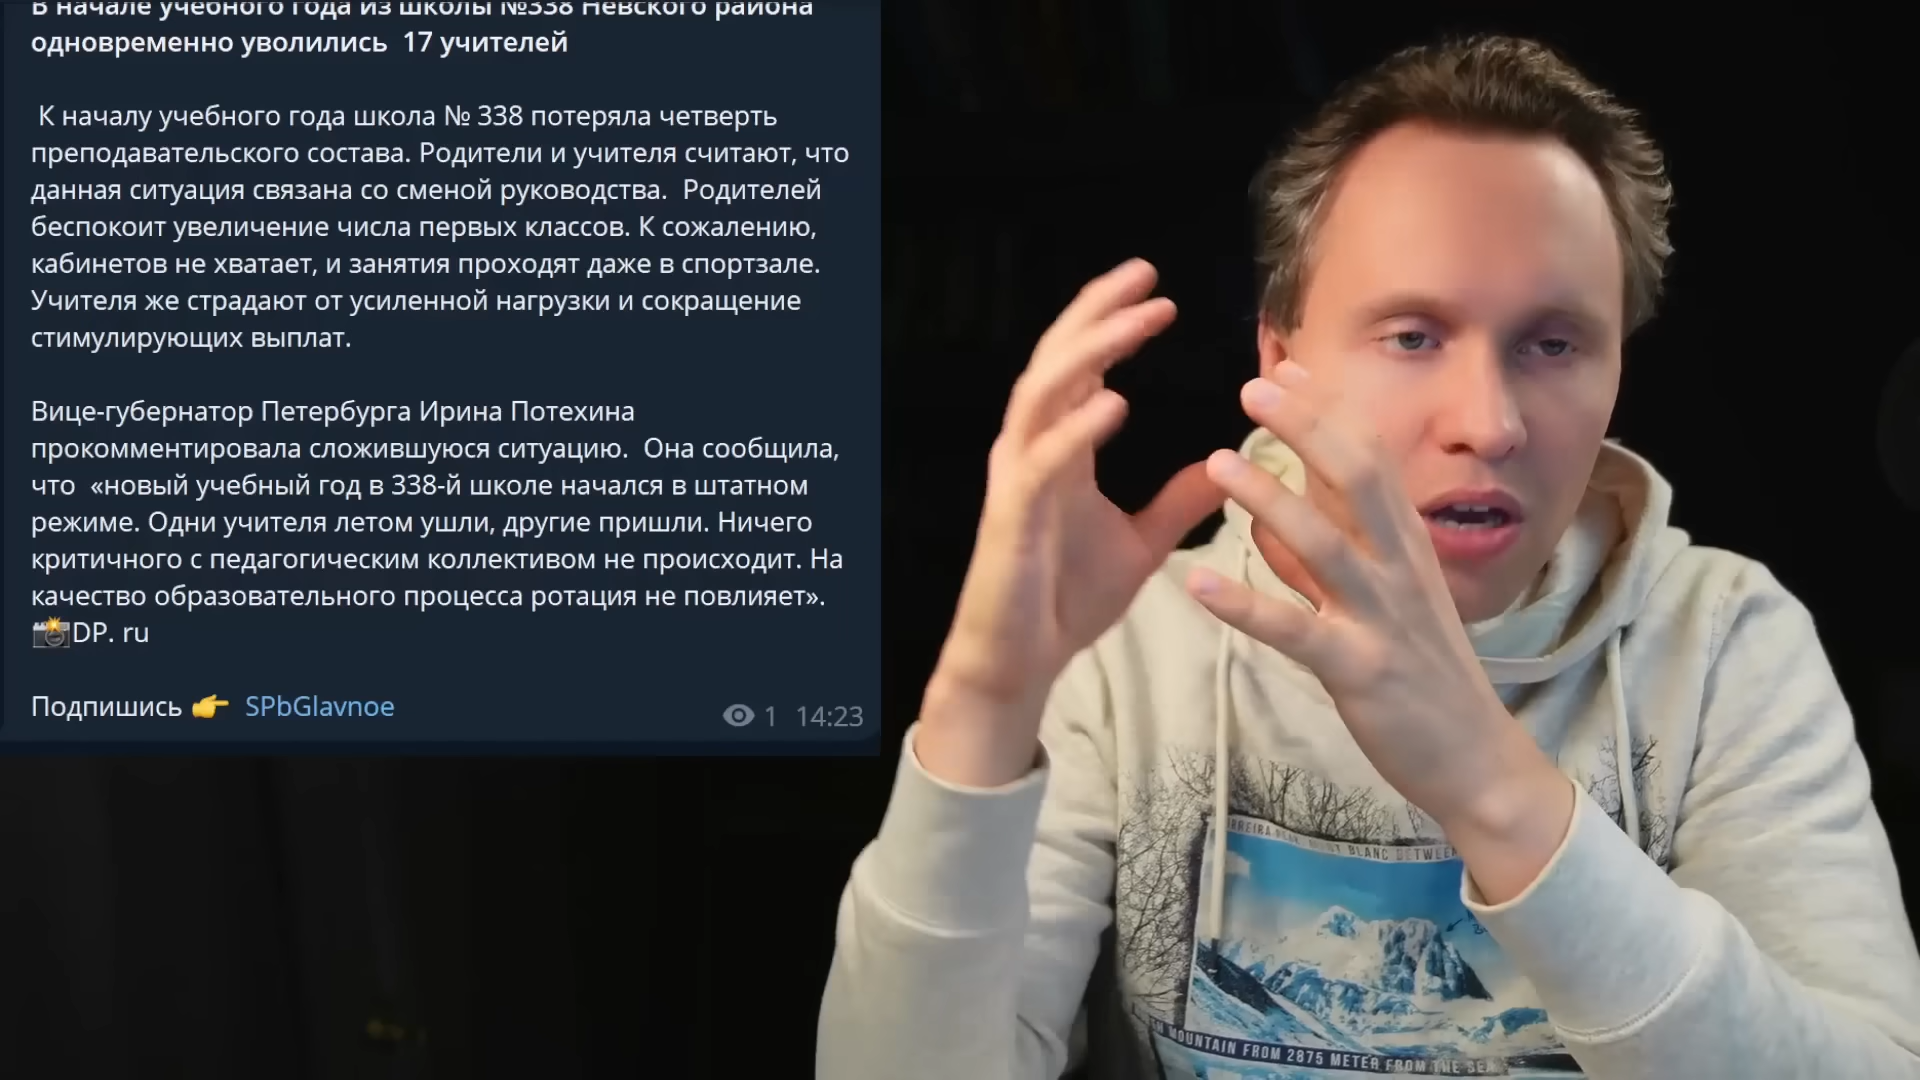 В начале учебного года из школы №338 Невского района
одновременно уволились 17 учителей
К началу учебного года школа № 338 потеряла четверть
преподавательского состава. Родители и учителя считают, что
данная ситуация связана со сменой руководства. Родителей
беспокоит увеличение числа первых классов. К сожалению,
кабинетов не хватает, и занятия проходят даже в спортзале.
Учителя же страдают от усиленной нагрузки и сокращение
стимулирующих выплат.
Вице-губернатор Петербурга Ирина Потехина
прокомментировала сложившуюся ситуацию. Она сообщила,
что «новый учебный год в 338-й школе начался в штатном
режиме. Одни учителя летом ушли, другие пришли. Ничего
критичного с педагогическим коллективом не происходит. На
качество образовательного процесса ротация не повлияет».
📸DP. ru
Подпишись 👉 SPbGlavnoe
1 14:23
BLANC BETWEEN
MOUNTAIN FROM 2875 METER FROM THE SEA